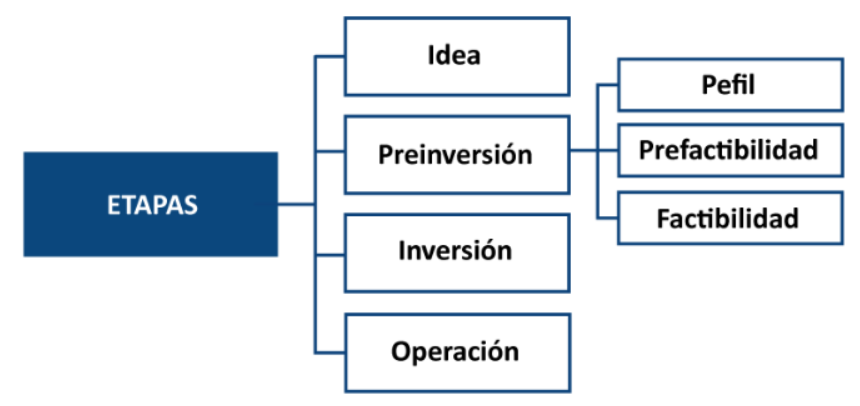 ETAPAS
Idea
Preinversión
Pefil
Prefactibilidad
Factibilidad
Inversión
Operación